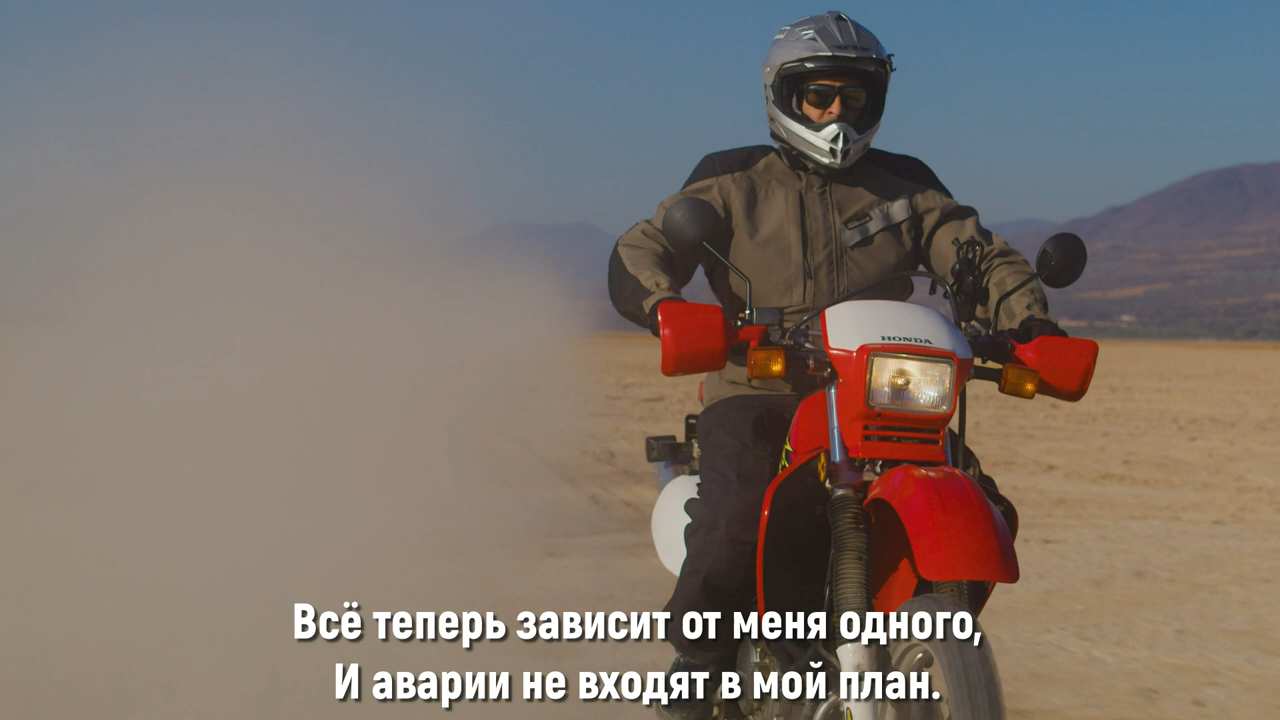 HONDA
Всё теперь зависит от меня одного,
И аварии не входят в мой план.